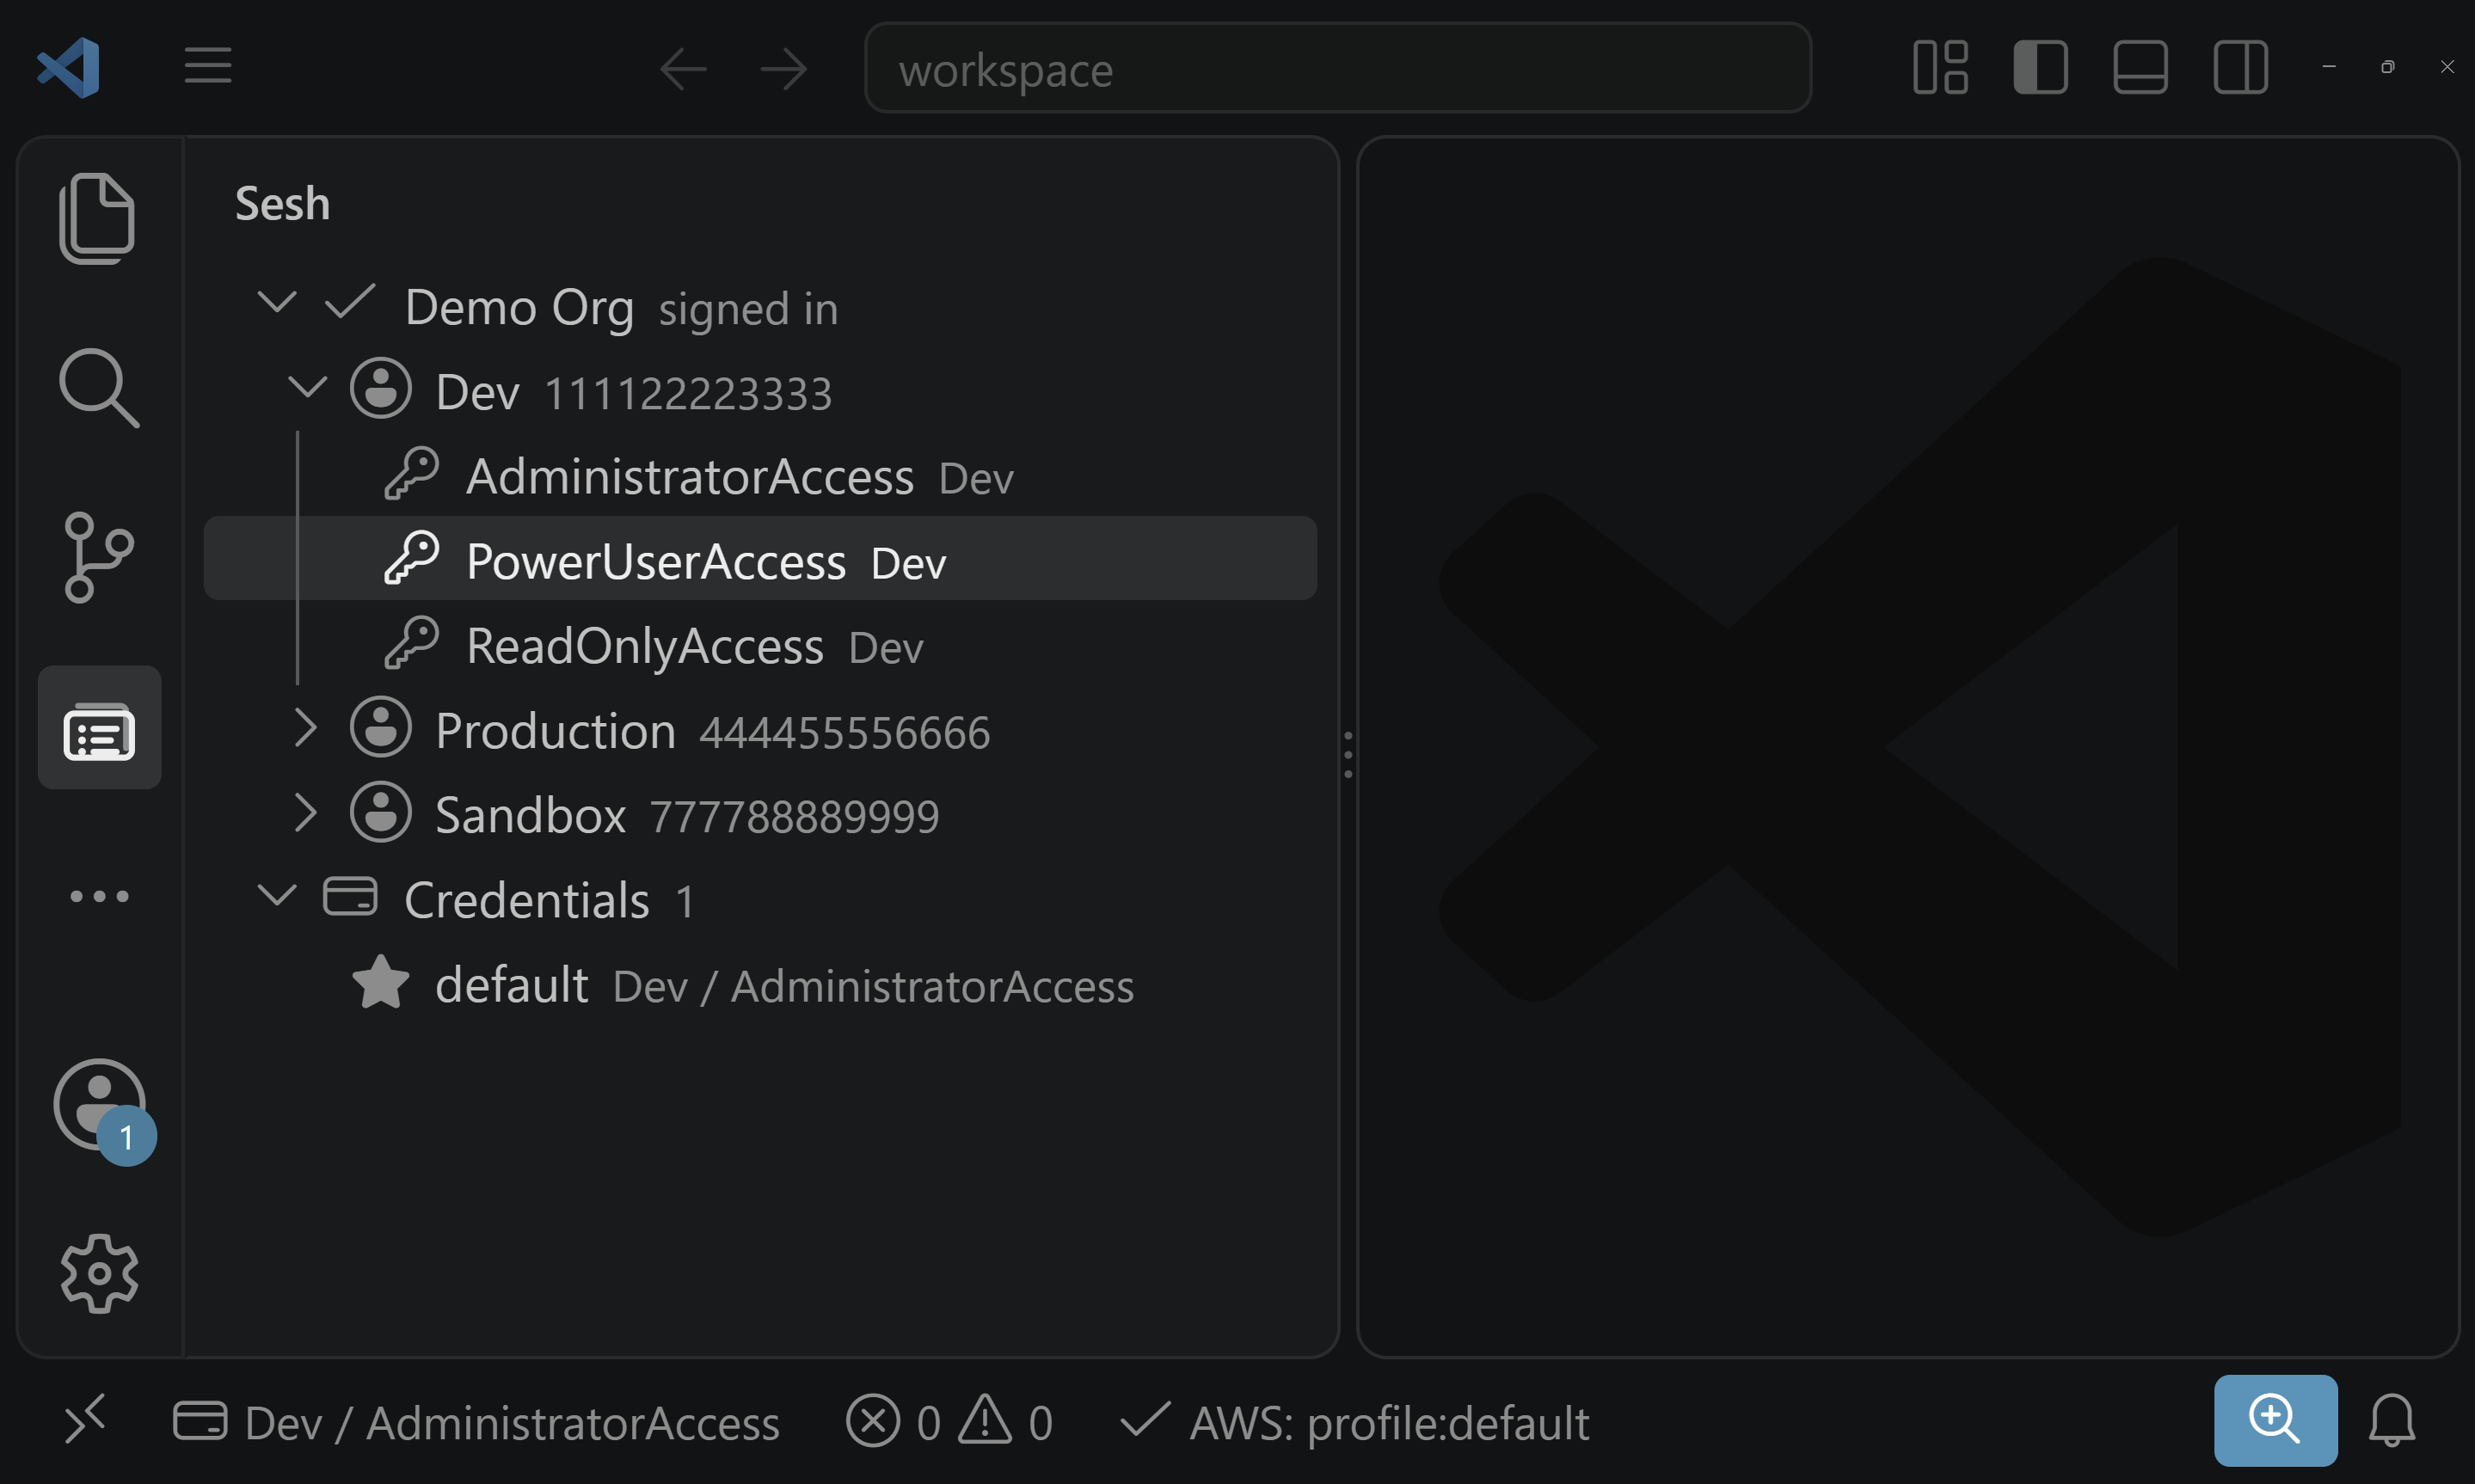 workspace
Sesh
Demo Org signed in
Dev 111122223333
AdministratorAccess Dev
PowerUserAccess Dev
ReadOnlyAccess Dev
Production 444455556666
Sandbox 777788889999
Credentials 1
default Dev / AdministratorAccess
1
Dev / AdministratorAccess 0 0 AWS: profile:default